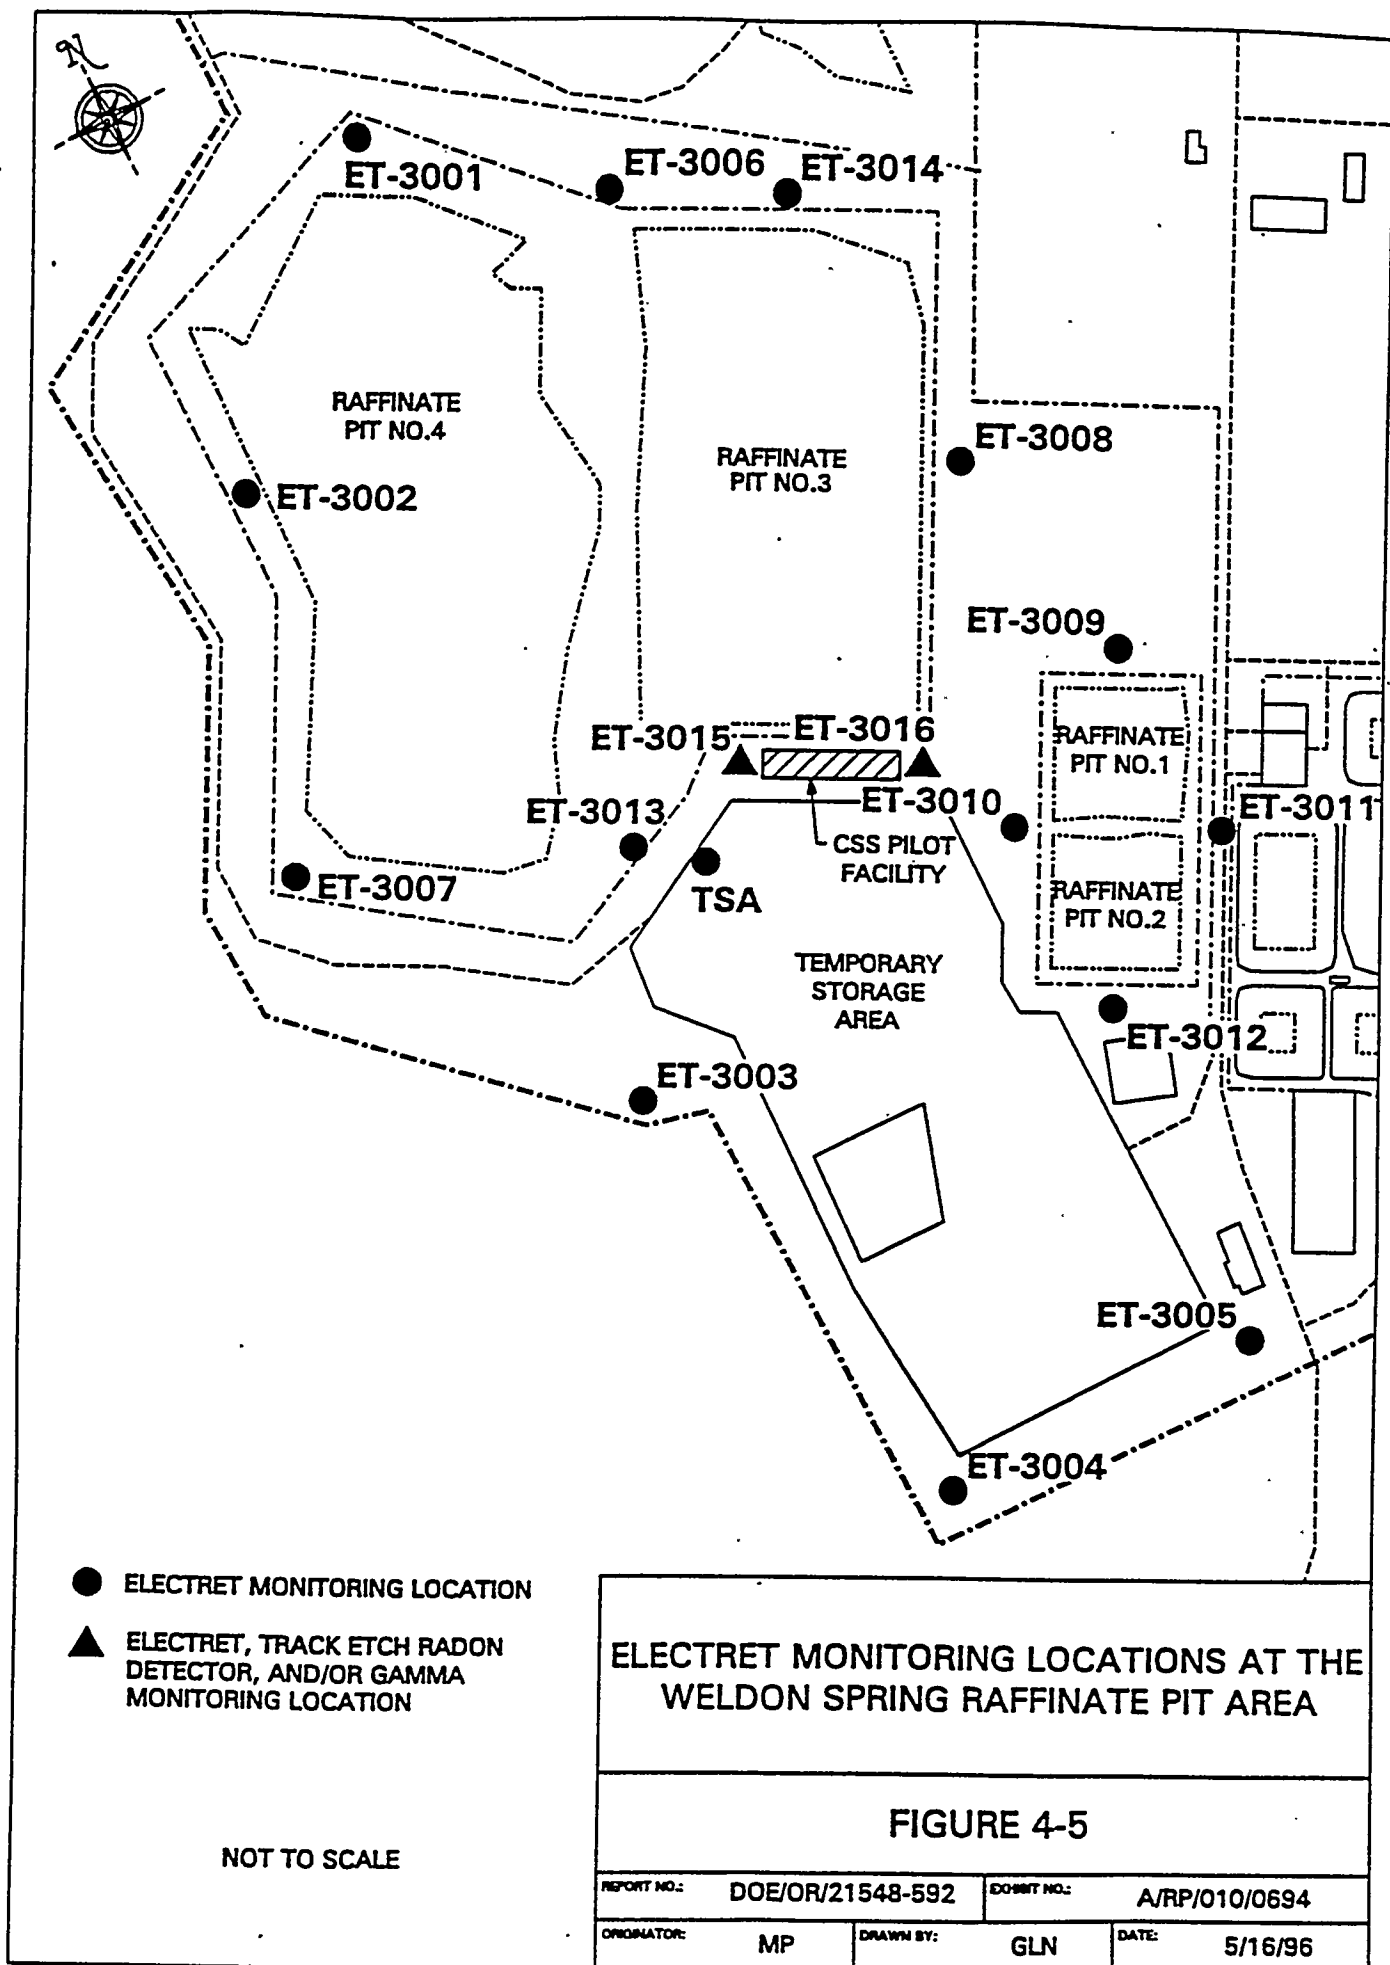 N
ET-3001
ET-3006
ET-3014
RAFFINATE
PIT NO.4
ET-3002
RAFFINATE
PIT NO.3
ET-3008
ET-3009
ET-3015
ET-3016
RAFFINATE
PIT NO.1
ET-3013
ET-3010
ET-3011
CSS PILOT
FACILITY
ET-3007
TSA
RAFFINATE
PIT NO.2
TEMPORARY
STORAGE
AREA
ET-3012
ET-3003
ET-3005
ET-3004
ELECTRET MONITORING LOCATION
ELECTRET, TRACK ETCH RADON
DETECTOR, AND/OR GAMMA
MONITORING LOCATION
NOT TO SCALE
ELECTRET MONITORING LOCATIONS AT THE
WELDON SPRING RAFFINATE PIT AREA
FIGURE 4-5
REPORT NO.: DOE/OR/21548-592 EXHIBIT NO.: A/RP/010/0694
ORIGINATOR: MP DRAWN BY: GLN DATE: 5/16/96